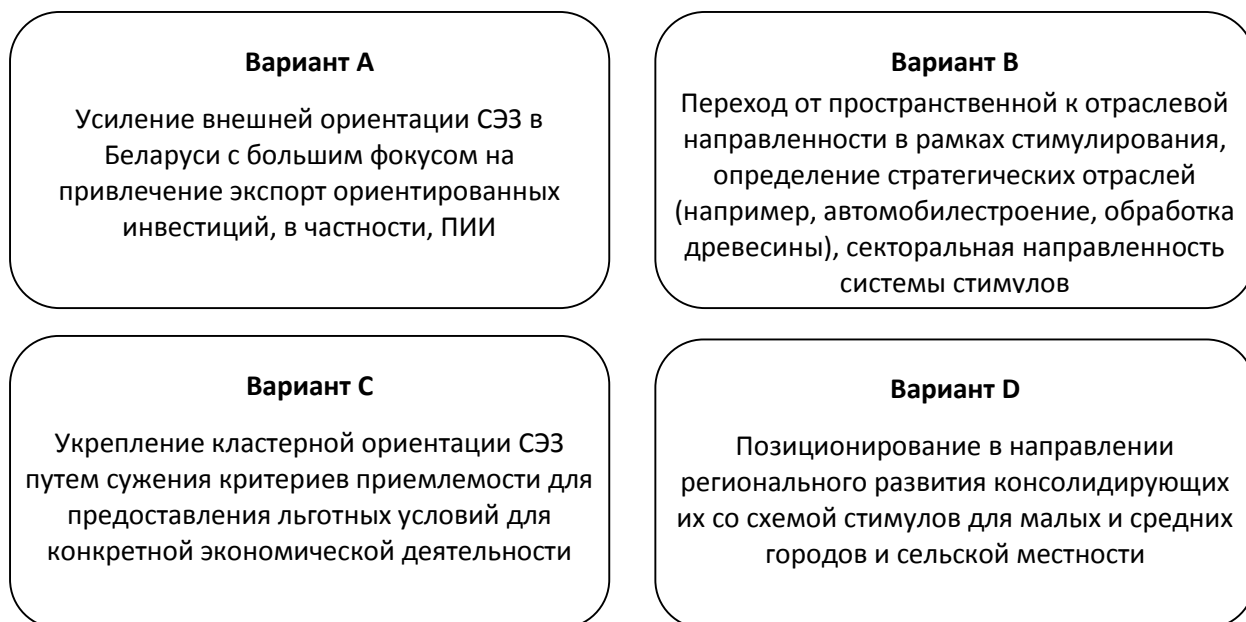 Вариант А
Усиление внешней ориентации СЭЗ в
Беларуси с большим фокусом на
привлечение экспорт ориентированных
инвестиций, в частности, ПИИ
Вариант В
Переход от пространственной к отраслевой
направленности в рамках стимулирования,
определение стратегических отраслей
(например, автомобилестроение, обработка
древесины), секторальная направленность
системы стимулов
Вариант С
Укрепление кластерной ориентации СЭЗ
путем сужения критериев приемлемости для
предоставления льготных условий для
конкретной экономической деятельности
Вариант D
Позиционирование в направлении
регионального развития консолидирующих
их со схемой стимулов для малых и средних
городов и сельской местности